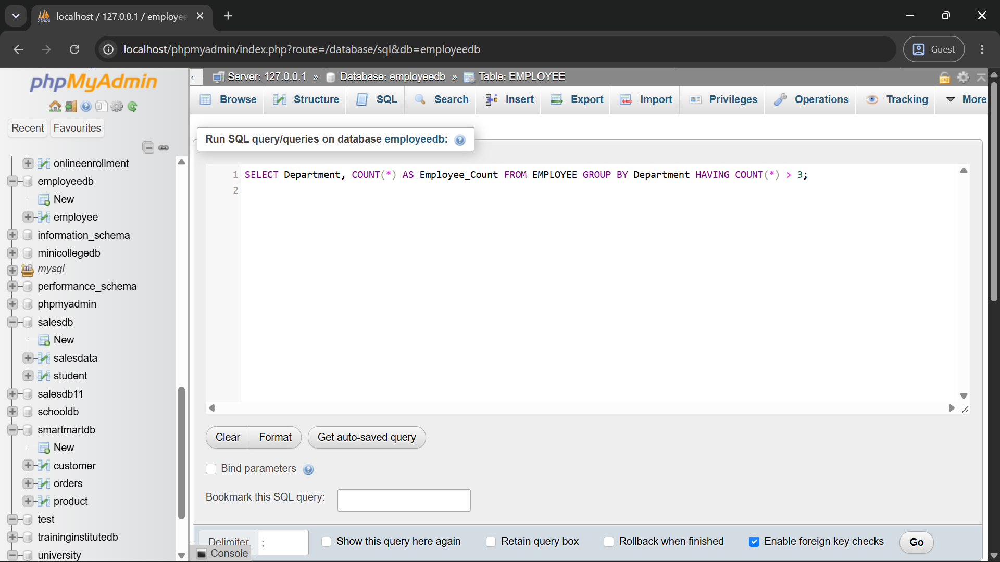 localhost / 127.0.0.1 / employee
localhost/phpmyadmin/index.php?route=/database/sql&db=employeedb
Guest
phpMyAdmin
Recent Favourites
onlineenrollment
employeedb
New
employee
information_schema
minicollegedb
mysql
performance_schema
phpmyadmin
salesdb
New
salesdata
student
salesdb11
schooldb
smartmartdb
New
customer
orders
product
test
traininginstitutedb
university
Server: 127.0.0.1 » Database: employeedb » Table: EMPLOYEE
Browse Structure SQL Search Insert Export Import Privileges Operations Tracking More
Run SQL query/queries on database employeedb:
1 SELECT Department, COUNT(*) AS Employee_Count FROM EMPLOYEE GROUP BY Department HAVING COUNT(*) > 3;
2
Clear Format Get auto-saved query
Bind parameters
Bookmark this SQL query:
Delimiter ; Show this query here again Retain query box Rollback when finished Enable foreign key checks Go
Console